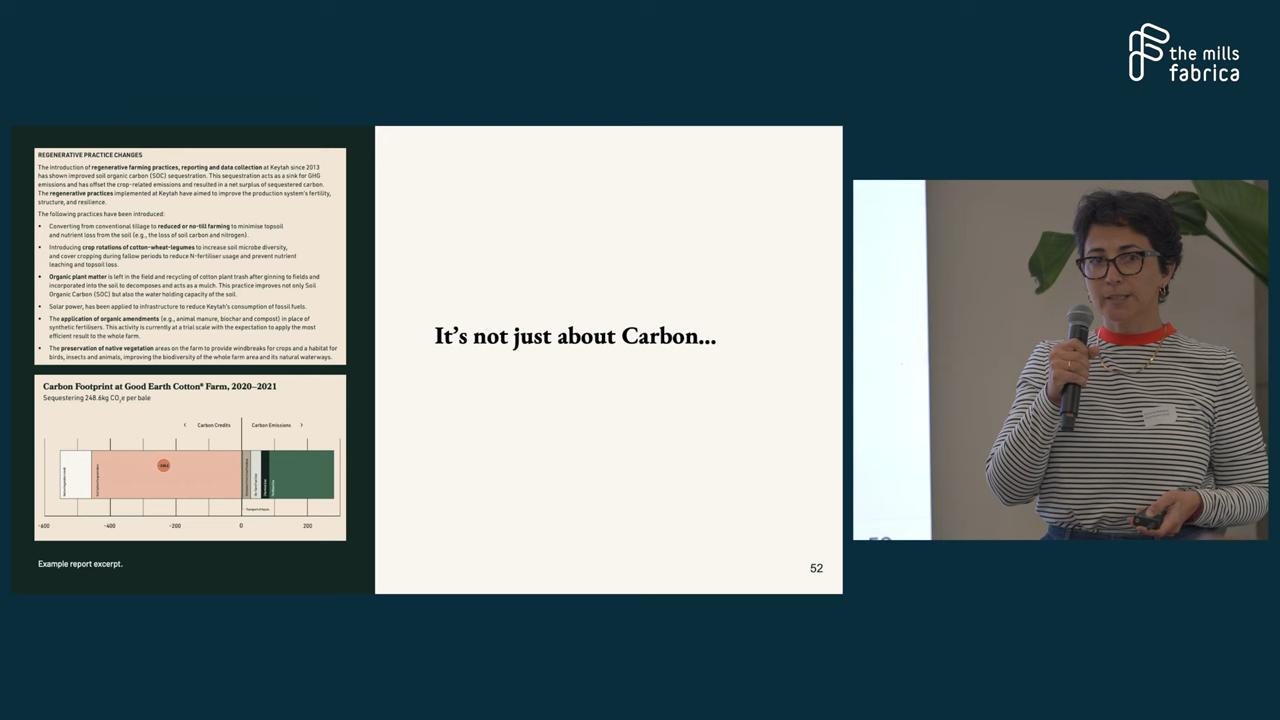 the mills
fabrica
REGENERATIVE PRACTICE CHANGES
The introduction of regenerative farming practices, reporting and data collection at Keytah since 2013
has shown improved soil organic carbon (SOC) sequestration. This sequestration acts as a sink for GHG
emissions and has offset the crop-related emissions and resulted in a net surplus of sequestered carbon.
The regenerative practices implemented at Keytah have aimed to improve the production system's fertility,
structure, and resilience.
The following practices have been introduced:
• Converting from conventional tillage to reduced or no-till farming to minimise topsoil
and nutrient loss from the soil (e.g., the loss of soil carbon and nitrogen).
• Introducing crop rotations of cotton-wheat-legumes to increase soil microbe diversity,
and cover cropping during fallow periods to reduce N-fertiliser usage and prevent nutrient
leaching and topsoil loss.
• Organic plant matter is left in the field and recycling of cotton plant trash after ginning to fields and
incorporated into the soil to decomposes and acts as a mulch. This practice improves not only Soil
Organic Carbon (SOC) but also the water holding capacity of the soil.
• Solar power, has been applied to infrastructure to reduce Keytah's consumption of fossil fuels.
• The application of organic amendments (e.g., animal manure, biochar and compost) in place of
synthetic fertilisers. This activity is currently at a trial scale with the expectation to apply the most
efficient result to the whole farm.
• The preservation of native vegetation areas on the farm to provide windbreaks for crops and a habitat for
birds, insects and animals, improving the biodiversity of the whole farm area and its natural waterways.
Carbon Footprint at Good Earth Cotton® Farm, 2020–2021
Sequestering 248.6kg CO₂e per bale
‹ Carbon Credits Carbon Emissions ›
-600 -400 -200 0 200
Example report excerpt.
It's not just about Carbon...
52